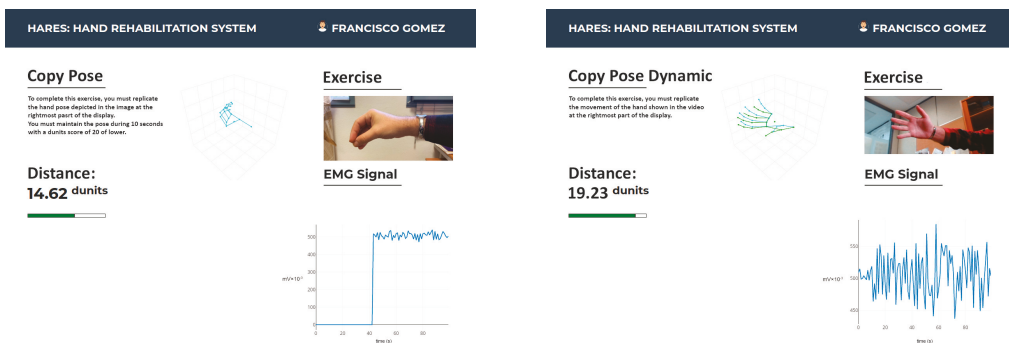 HARES: HAND REHABILITATION SYSTEM
FRANCISCO GOMEZ
Copy Pose
To complete this exercise, you must replicate
the hand pose depicted in the image at the
rightmost pasrt of the display.
You must maintain the pose during 10 seconds
with a dunits score of 20 of lower.
Exercise
Distance:
14.62 dunits
EMG Signal
500
400
300
200
100
0
mV×10⁻¹
0 20 40 60 80
time (s)
HARES: HAND REHABILITATION SYSTEM
FRANCISCO GOMEZ
Copy Pose Dynamic
To complete this exercise, you must replicate
the movement of the hand shown in the video
at the rightmost part of the display.
Exercise
Distance:
19.23 dunits
EMG Signal
550
500
450
0 20 40 60 80
time (s)